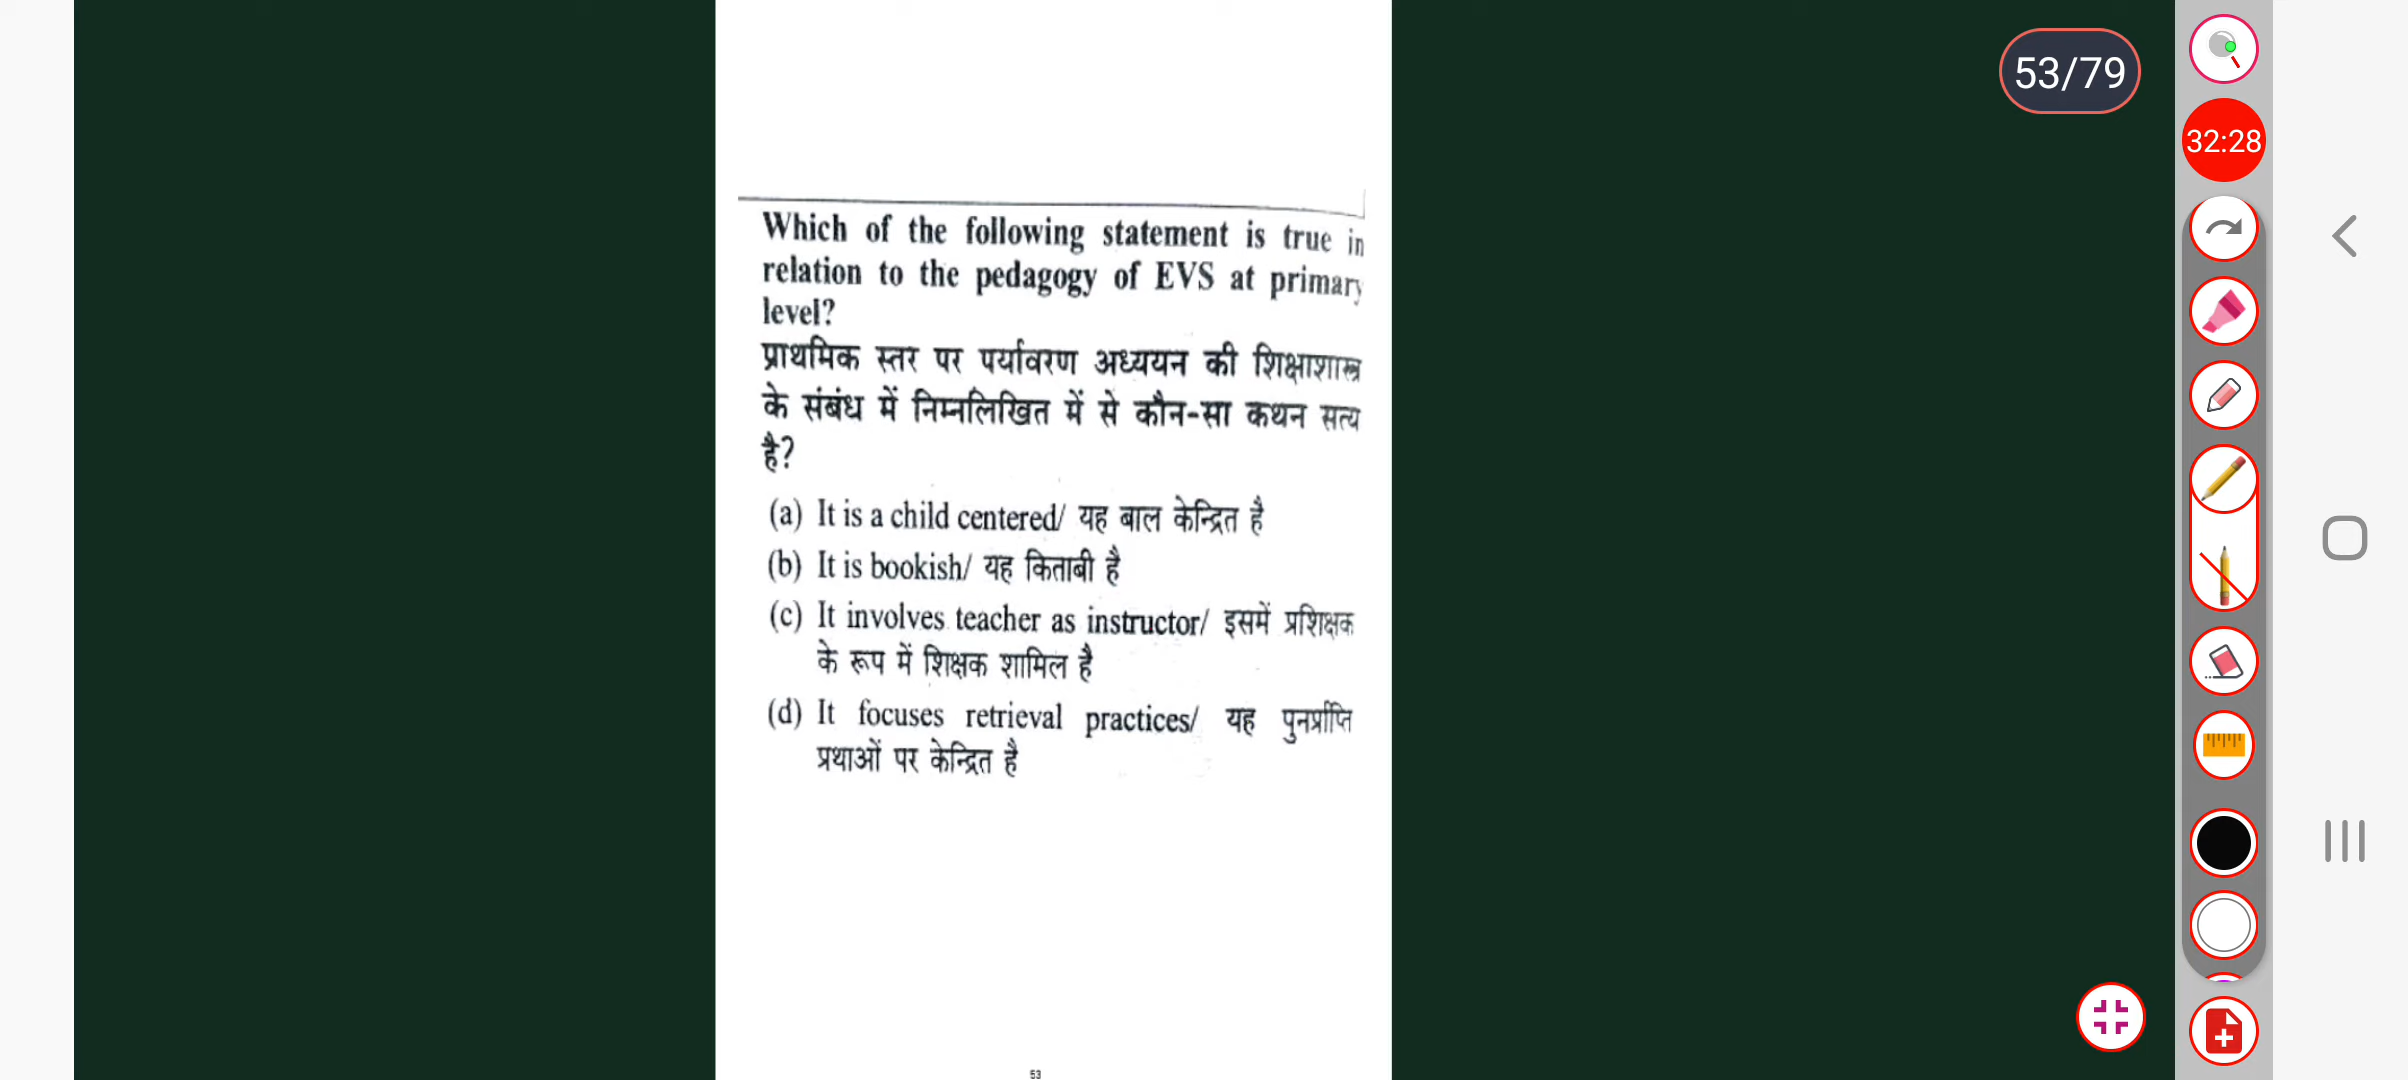 53/79
32:28
Which of the following statement is true in
relation to the pedagogy of EVS at primary
level?
प्राथमिक स्तर पर पर्यावरण अध्ययन की शिक्षाशास्त्र
के संबंध में निम्नलिखित में से कौन-सा कथन सत्य
है?
(a) It is a child centered/ यह बाल केन्द्रित है
(b) It is bookish/ यह किताबी है
(c) It involves teacher as instructor/ इसमें प्रशिक्षक
के रूप में शिक्षक शामिल है
(d) It focuses retrieval practices/ यह पुनर्प्राप्ति
प्रथाओं पर केन्द्रित है
53